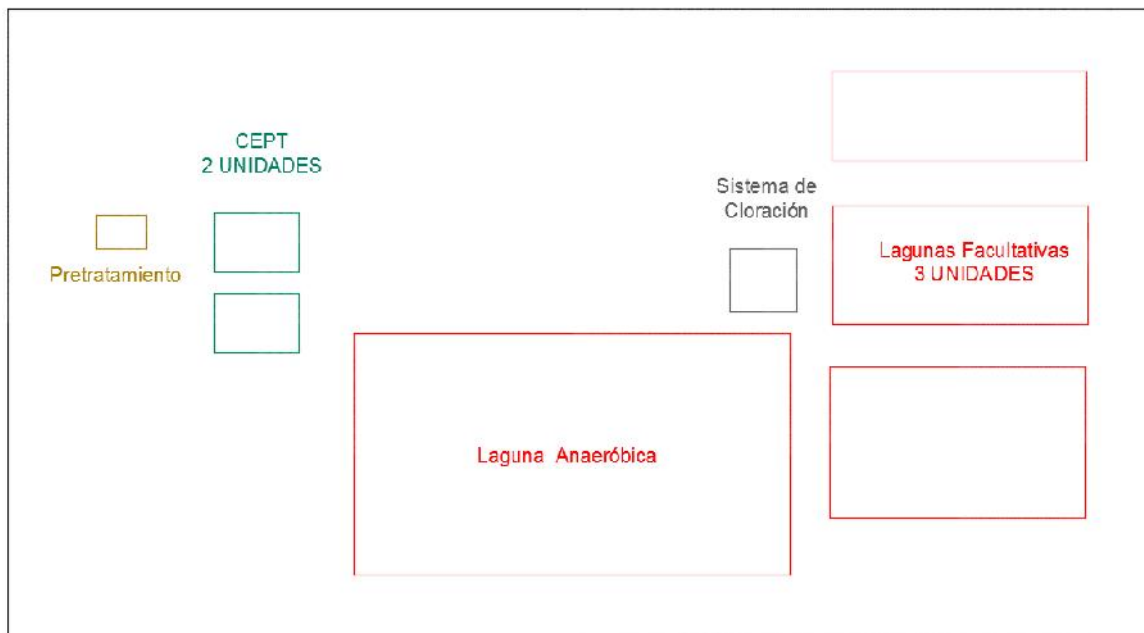 CEPT
2 UNIDADES
Pretratamiento
Sistema de
Cloración
Lagunas Facultativas
3 UNIDADES
Laguna Anaeróbica